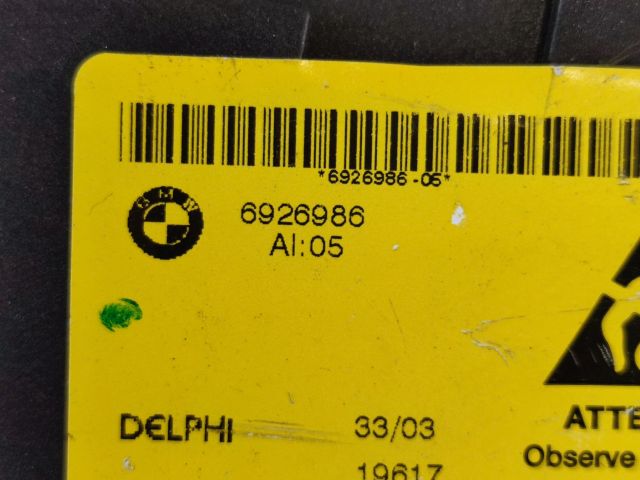 *6926986-05*
BMW
6926986
AI:05
DELPHI 33/03
19617
ATTE
Observe